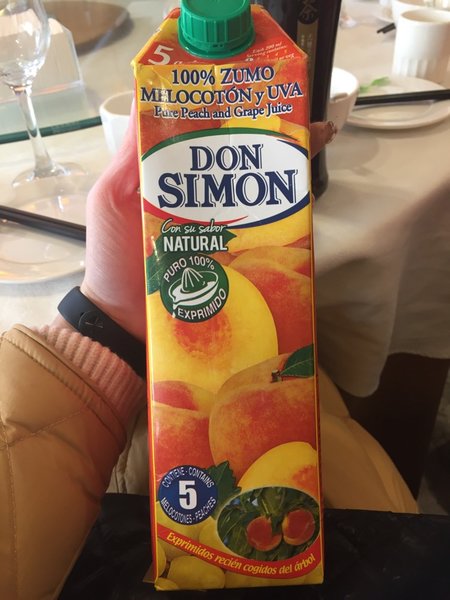 100% ZUMO
MELOCOTÓN y UVA
Pure Peach and Grape Juice
DON
SIMON
Con su sabor
NATURAL
PURO 100%
EXPRIMIDO
CONTIENE - CONTAINS
5
MELOCOTONES - PEACHES
Exprimidos recién cogidos del árbol